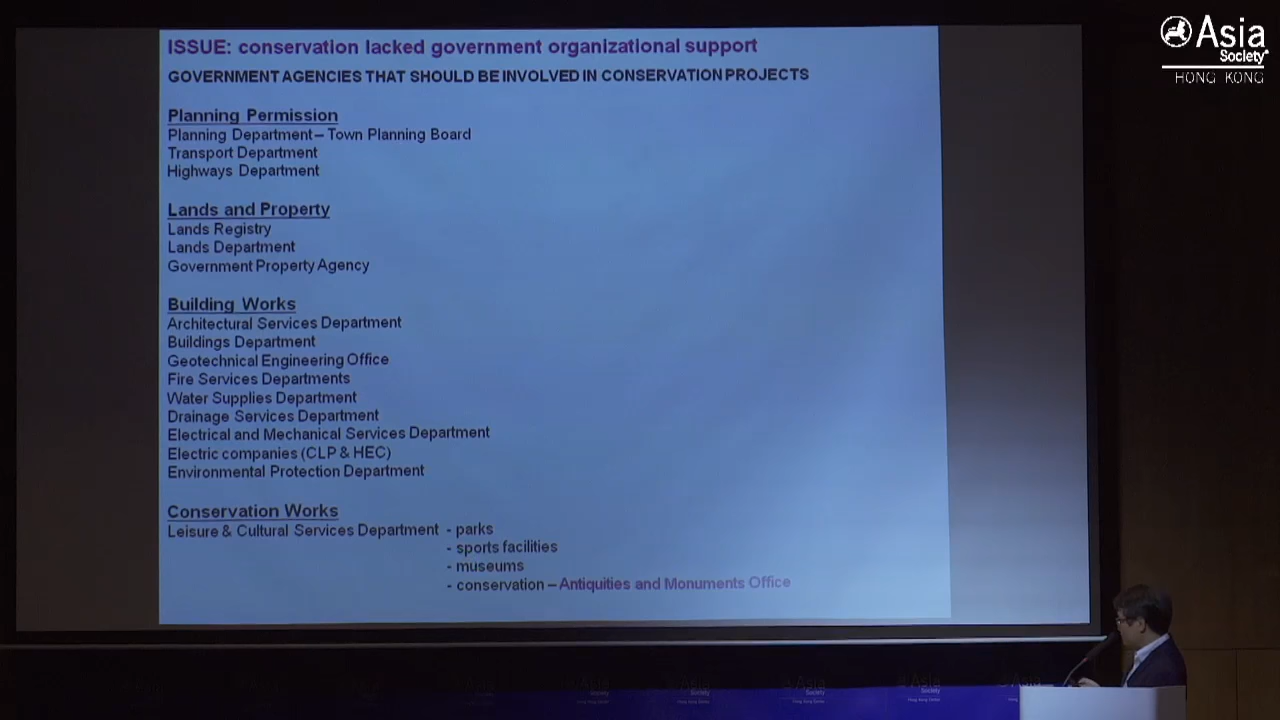 ISSUE: conservation lacked government organizational support
GOVERNMENT AGENCIES THAT SHOULD BE INVOLVED IN CONSERVATION PROJECTS
Planning Permission
Planning Department – Town Planning Board
Transport Department
Highways Department
Lands and Property
Lands Registry
Lands Department
Government Property Agency
Building Works
Architectural Services Department
Buildings Department
Geotechnical Engineering Office
Fire Services Departments
Water Supplies Department
Drainage Services Department
Electrical and Mechanical Services Department
Electric companies (CLP & HEC)
Environmental Protection Department
Conservation Works
Leisure & Cultural Services Department - parks
- sports facilities
- museums
- conservation – Antiquities and Monuments Office
Asia
Society
HONG KONG